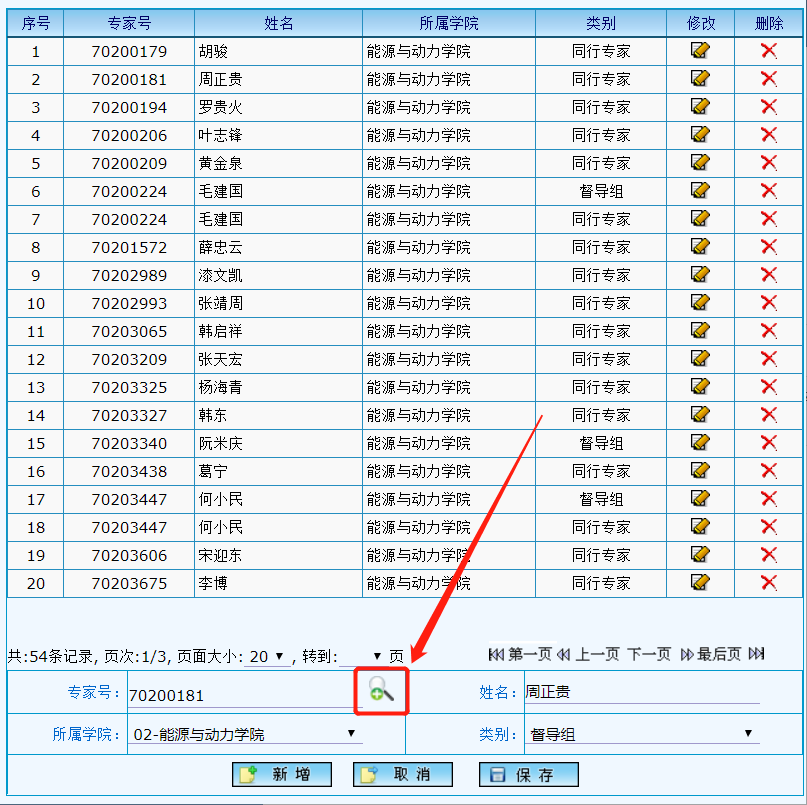 序号 专家号 姓名 所属学院 类别 修改 删除
1 70200179 胡骏 能源与动力学院 同行专家
2 70200181 周正贵 能源与动力学院 同行专家
3 70200194 罗贵火 能源与动力学院 同行专家
4 70200206 叶志锋 能源与动力学院 同行专家
5 70200209 黄金泉 能源与动力学院 同行专家
6 70200224 毛建国 能源与动力学院 督导组
7 70200224 毛建国 能源与动力学院 同行专家
8 70201572 薛忠云 能源与动力学院 同行专家
9 70202989 漆文凯 能源与动力学院 同行专家
10 70202993 张靖周 能源与动力学院 同行专家
11 70203065 韩启祥 能源与动力学院 同行专家
12 70203209 张天宏 能源与动力学院 同行专家
13 70203325 杨海青 能源与动力学院 同行专家
14 70203327 韩东 能源与动力学院 同行专家
15 70203340 阮米庆 能源与动力学院 督导组
16 70203438 葛宁 能源与动力学院 同行专家
17 70203447 何小民 能源与动力学院 督导组
18 70203447 何小民 能源与动力学院 同行专家
19 70203606 宋迎东 能源与动力学院 同行专家
20 70203675 李博 能源与动力学院 同行专家
共:54条记录, 页次:1/3, 页面大小: 20 , 转到: 页 第一页 上一页 下一页 最后页
专家号: 70200181 姓名: 周正贵
所属学院: 02-能源与动力学院 类别: 督导组
新 增 取 消 保 存